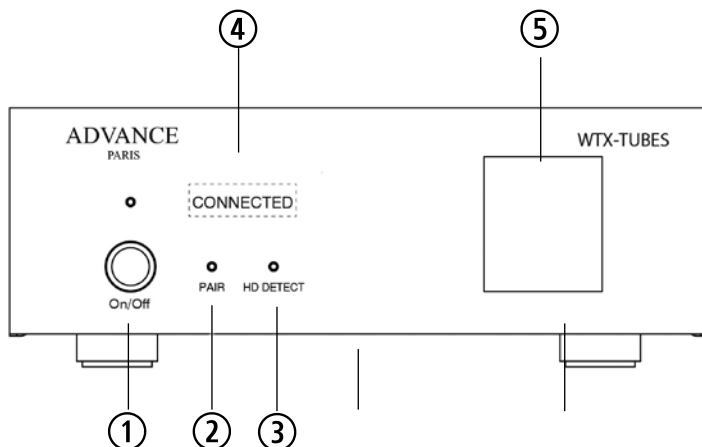 ④ ⑤
ADVANCE
PARIS
WTX-TUBES
CONNECTED
PAIR HD DETECT
On/Off
① ② ③